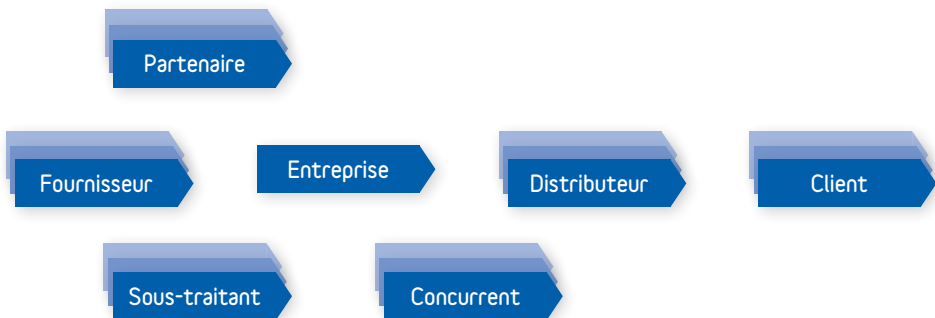 Partenaire
Fournisseur
Entreprise
Distributeur
Client
Sous-traitant
Concurrent